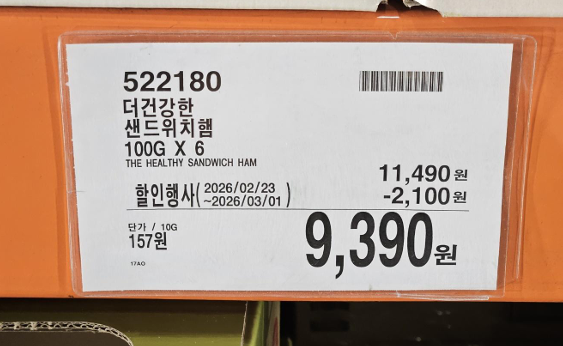 522180
더건강한
샌드위치햄
100G X 6
THE HEALTHY SANDWICH HAM
11,490원
할인행사( 2026/02/23 ~2026/03/01 ) -2,100원
단가 / 10G
157원
9,390원
17AO